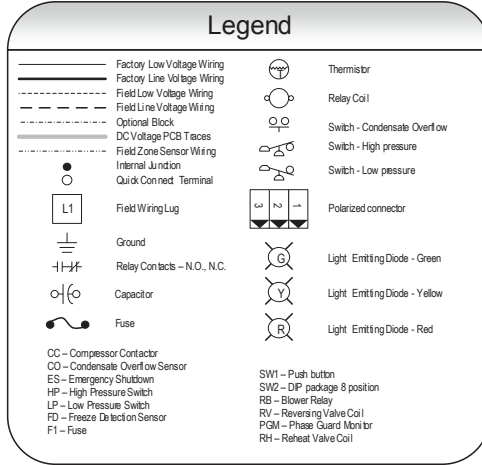 Legend
Factory Low Voltage Wiring
Factory Line Voltage Wiring
Field Low Voltage Wiring
Field Line Voltage Wiring
Optional Block
DC Voltage PCB Traces
Field Zone Sensor Wiring
Internal Junction
Quick Connect Terminal
L1 Field Wiring Lug
Ground
Relay Contacts – N.O., N.C.
Capacitor
Fuse
Thermistor
Relay Coil
Switch - Condensate Overflow
Switch - High pressure
Switch - Low pressure
3 2 1 Polarized connector
G Light Emitting Diode - Green
Y Light Emitting Diode - Yellow
R Light Emitting Diode - Red
CC – Compressor Contactor
CO – Condensate Overflow Sensor
ES – Emergency Shutdown
HP – High Pressure Switch
LP – Low Pressure Switch
FD – Freeze Detection Sensor
F1 – Fuse
SW1 – Push button
SW2 – DIP package 8 position
RB – Blower Relay
RV – Reversing Valve Coil
PGM – Phase Guard Monitor
RH – Reheat Valve Coil